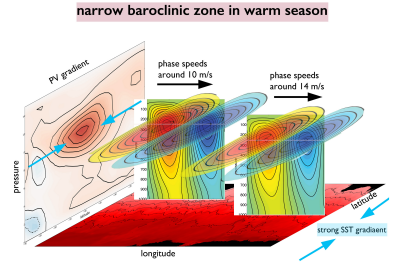 narrow baroclinic zone in warm season
PV gradient
phase speeds
around 10 m/s
phase speeds
around 14 m/s
pressure
longitude
latitude
strong SST gradiaent